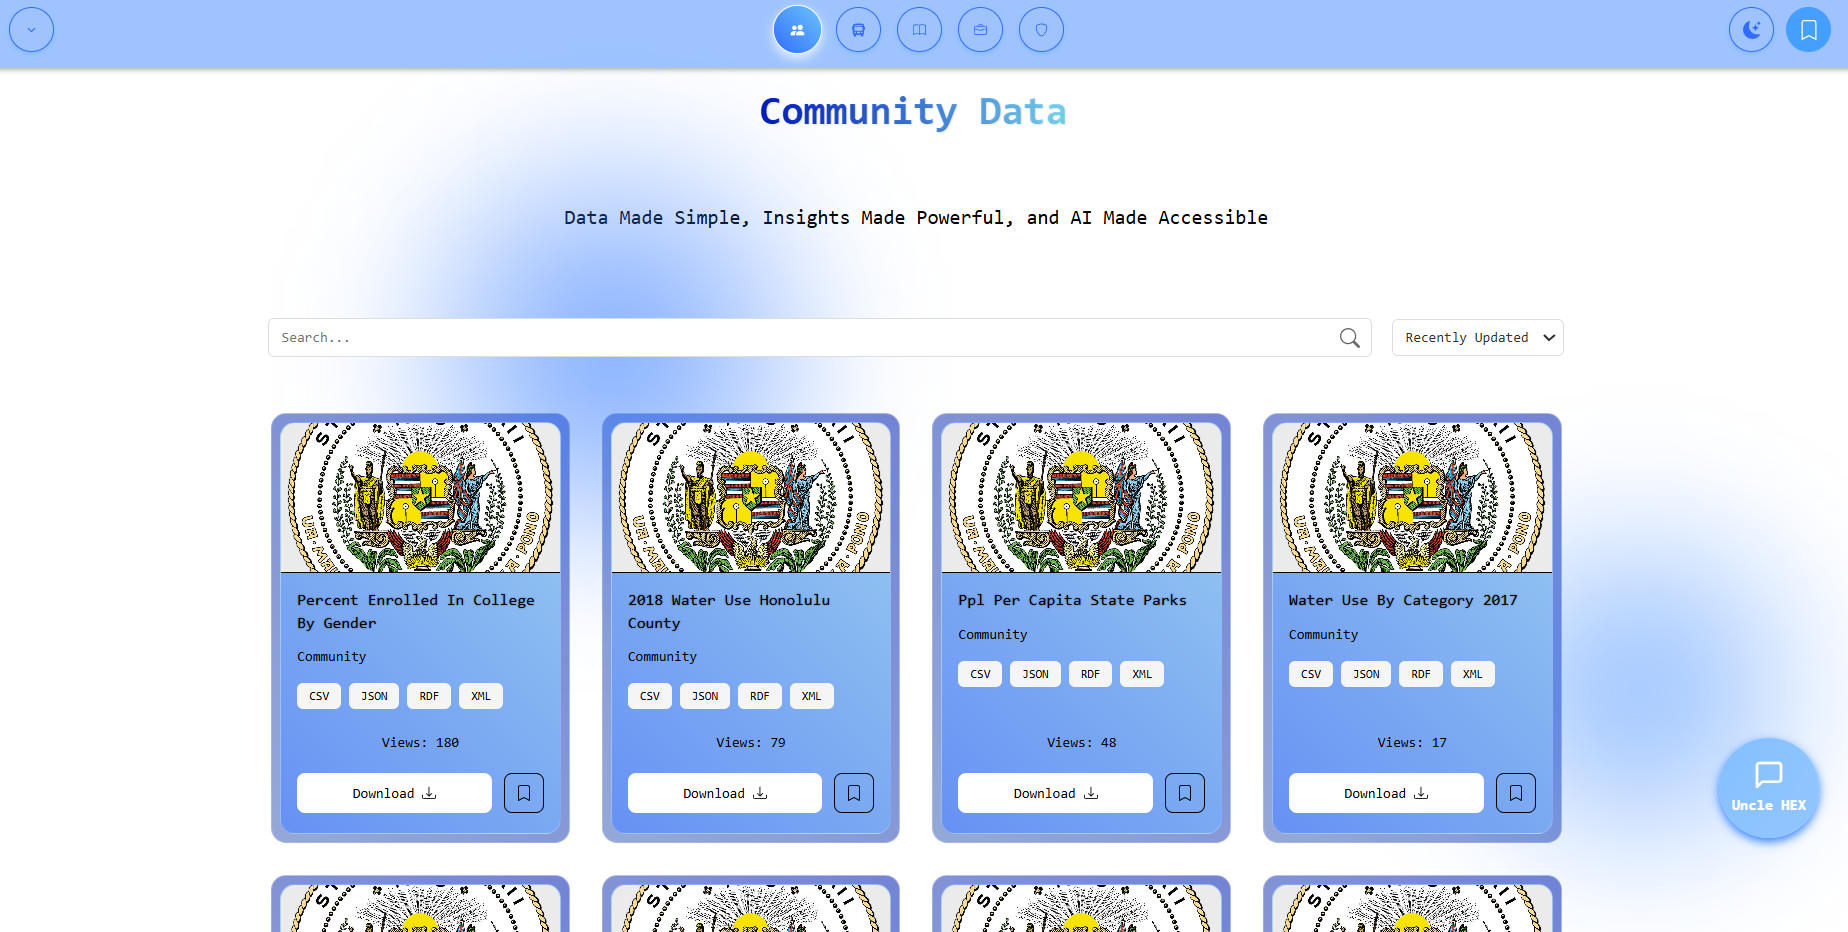 Community Data
Data Made Simple, Insights Made Powerful, and AI Made Accessible
Search...
Recently Updated
Percent Enrolled In College
By Gender
Community
CSV JSON RDF XML
Views: 180
Download
2018 Water Use Honolulu
County
Community
CSV JSON RDF XML
Views: 79
Download
Ppl Per Capita State Parks
Community
CSV JSON RDF XML
Views: 48
Download
Water Use By Category 2017
Community
CSV JSON RDF XML
Views: 17
Download
Uncle HEX